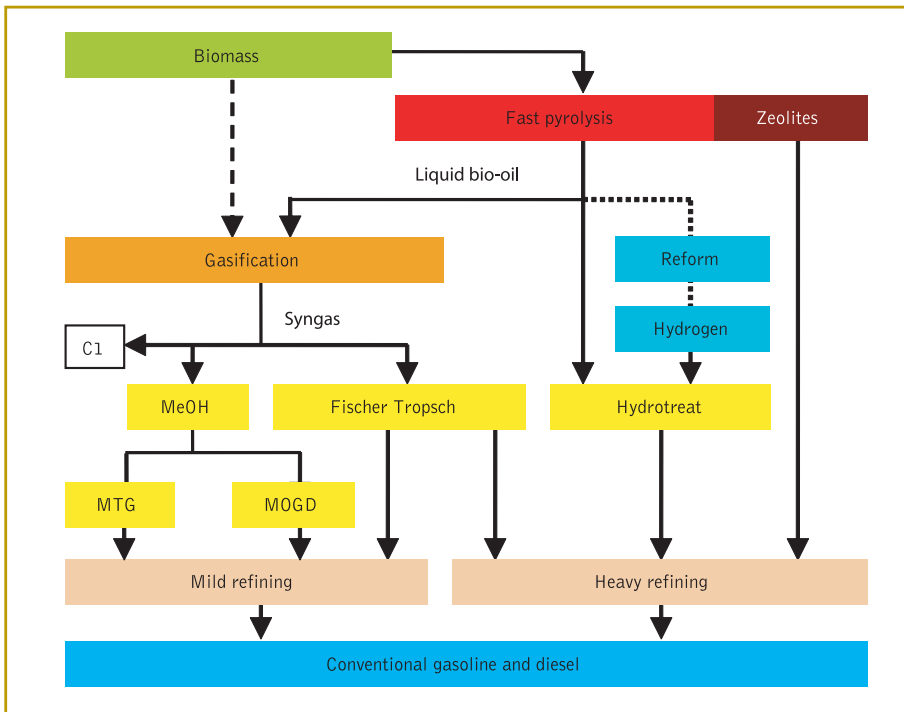 Biomass
Fast pyrolysis
Zeolites
Liquid bio-oil
Gasification
Reform
Syngas
Hydrogen
C1
MeOH
Fischer Tropsch
Hydrotreat
MTG
MOGD
Mild refining
Heavy refining
Conventional gasoline and diesel